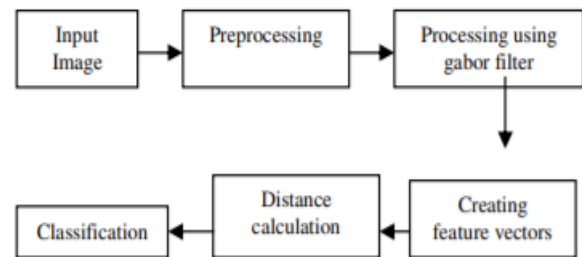 Input
Image
Preprocessing
Processing using
gabor filter
Creating
feature vectors
Distance
calculation
Classification